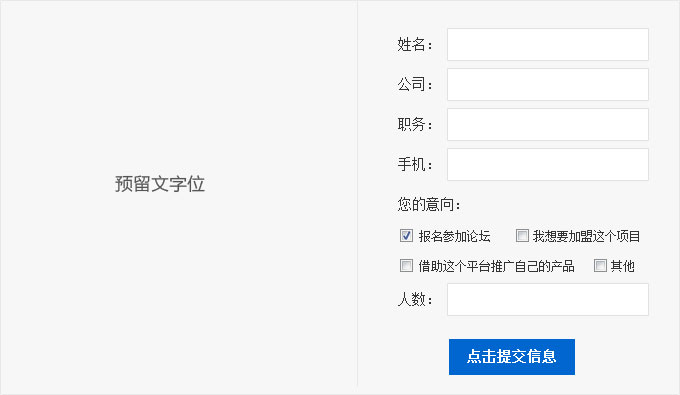 预留文字位
姓名：
公司：
职务：
手机：
您的意向：
报名参加论坛 我想要加盟这个项目
借助这个平台推广自己的产品 其他
人数：
点击提交信息